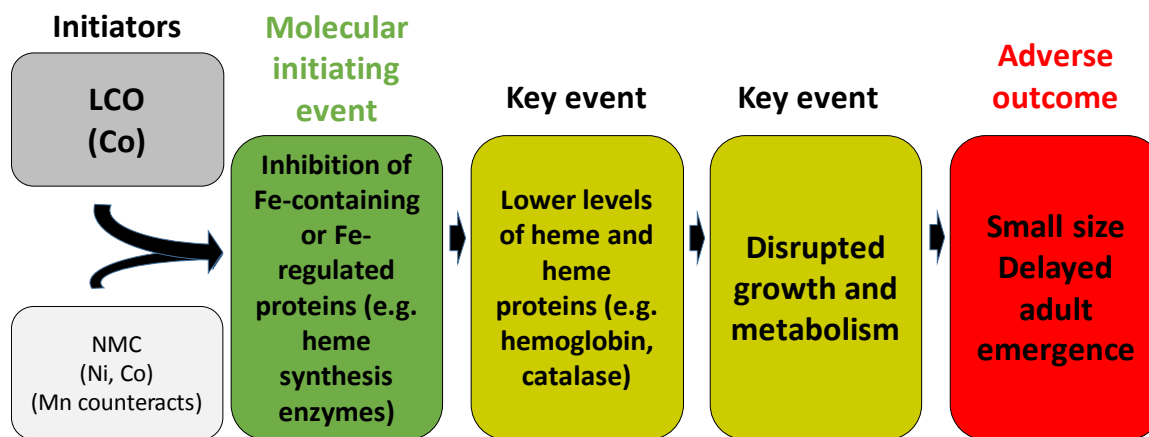 Initiators
LCO
(Co)
NMC
(Ni, Co)
(Mn counteracts)
Molecular
initiating
event
Inhibition of
Fe-containing
or Fe-
regulated
proteins (e.g.
heme
synthesis
enzymes)
Key event
Lower levels
of heme and
heme
proteins (e.g.
hemoglobin,
catalase)
Key event
Disrupted
growth and
metabolism
Adverse
outcome
Small size
Delayed
adult
emergence